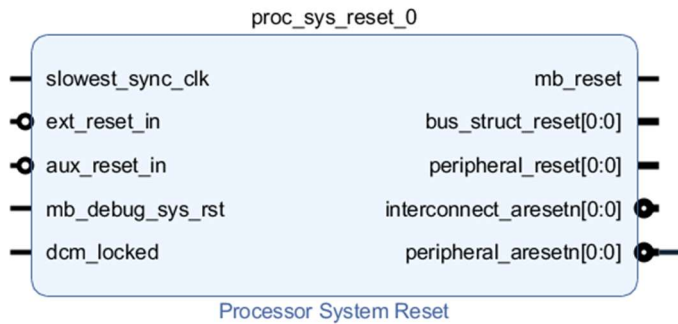 proc_sys_reset_0
slowest_sync_clk
ext_reset_in
aux_reset_in
mb_debug_sys_rst
dcm_locked
mb_reset
bus_struct_reset[0:0]
peripheral_reset[0:0]
interconnect_aresetn[0:0]
peripheral_aresetn[0:0]
Processor System Reset